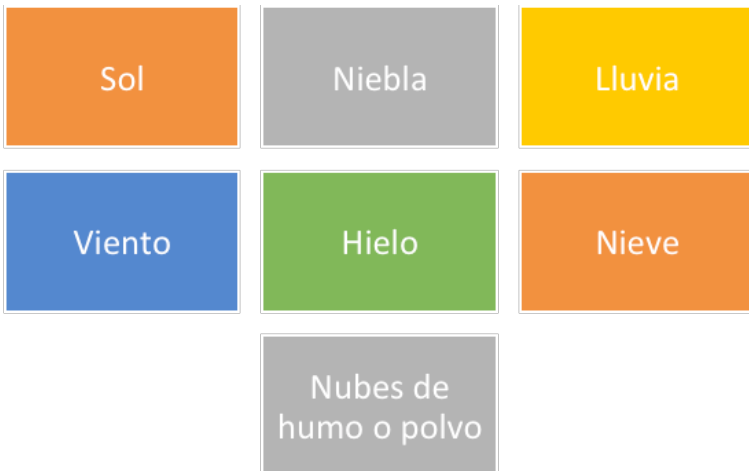 Sol
Niebla
Lluvia
Viento
Hielo
Nieve
Nubes de
humo o polvo